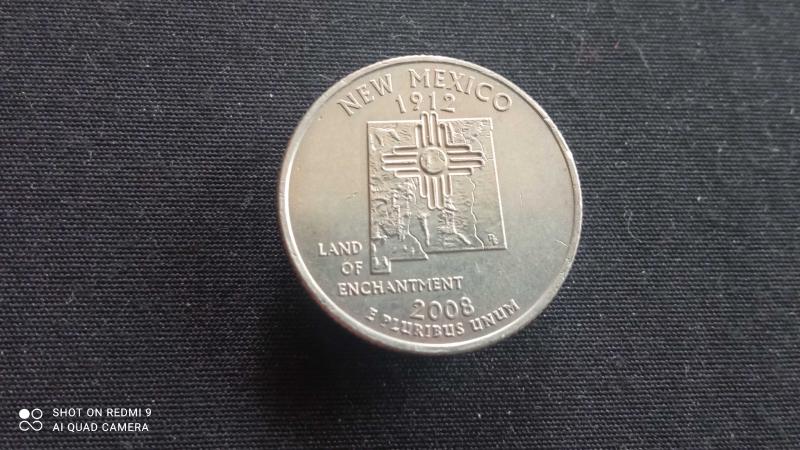 NEW MEXICO
1912
LAND
OF
ENCHANTMENT
2008
E PLURIBUS UNUM
SHOT ON REDMI 9
AI QUAD CAMERA